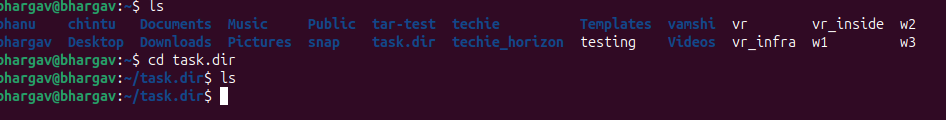 bhargav@bhargav:~$ ls
bhanu    chintu   Documents  Music     Public  tar-test  techie          Templates  vamshi  vr        vr_inside  w2
bhargav  Desktop  Downloads  Pictures  snap    task.dir  techie_horizon  testing    Videos  vr_infra  w1         w3
bhargav@bhargav:~$ cd task.dir
bhargav@bhargav:~/task.dir$ ls
bhargav@bhargav:~/task.dir$